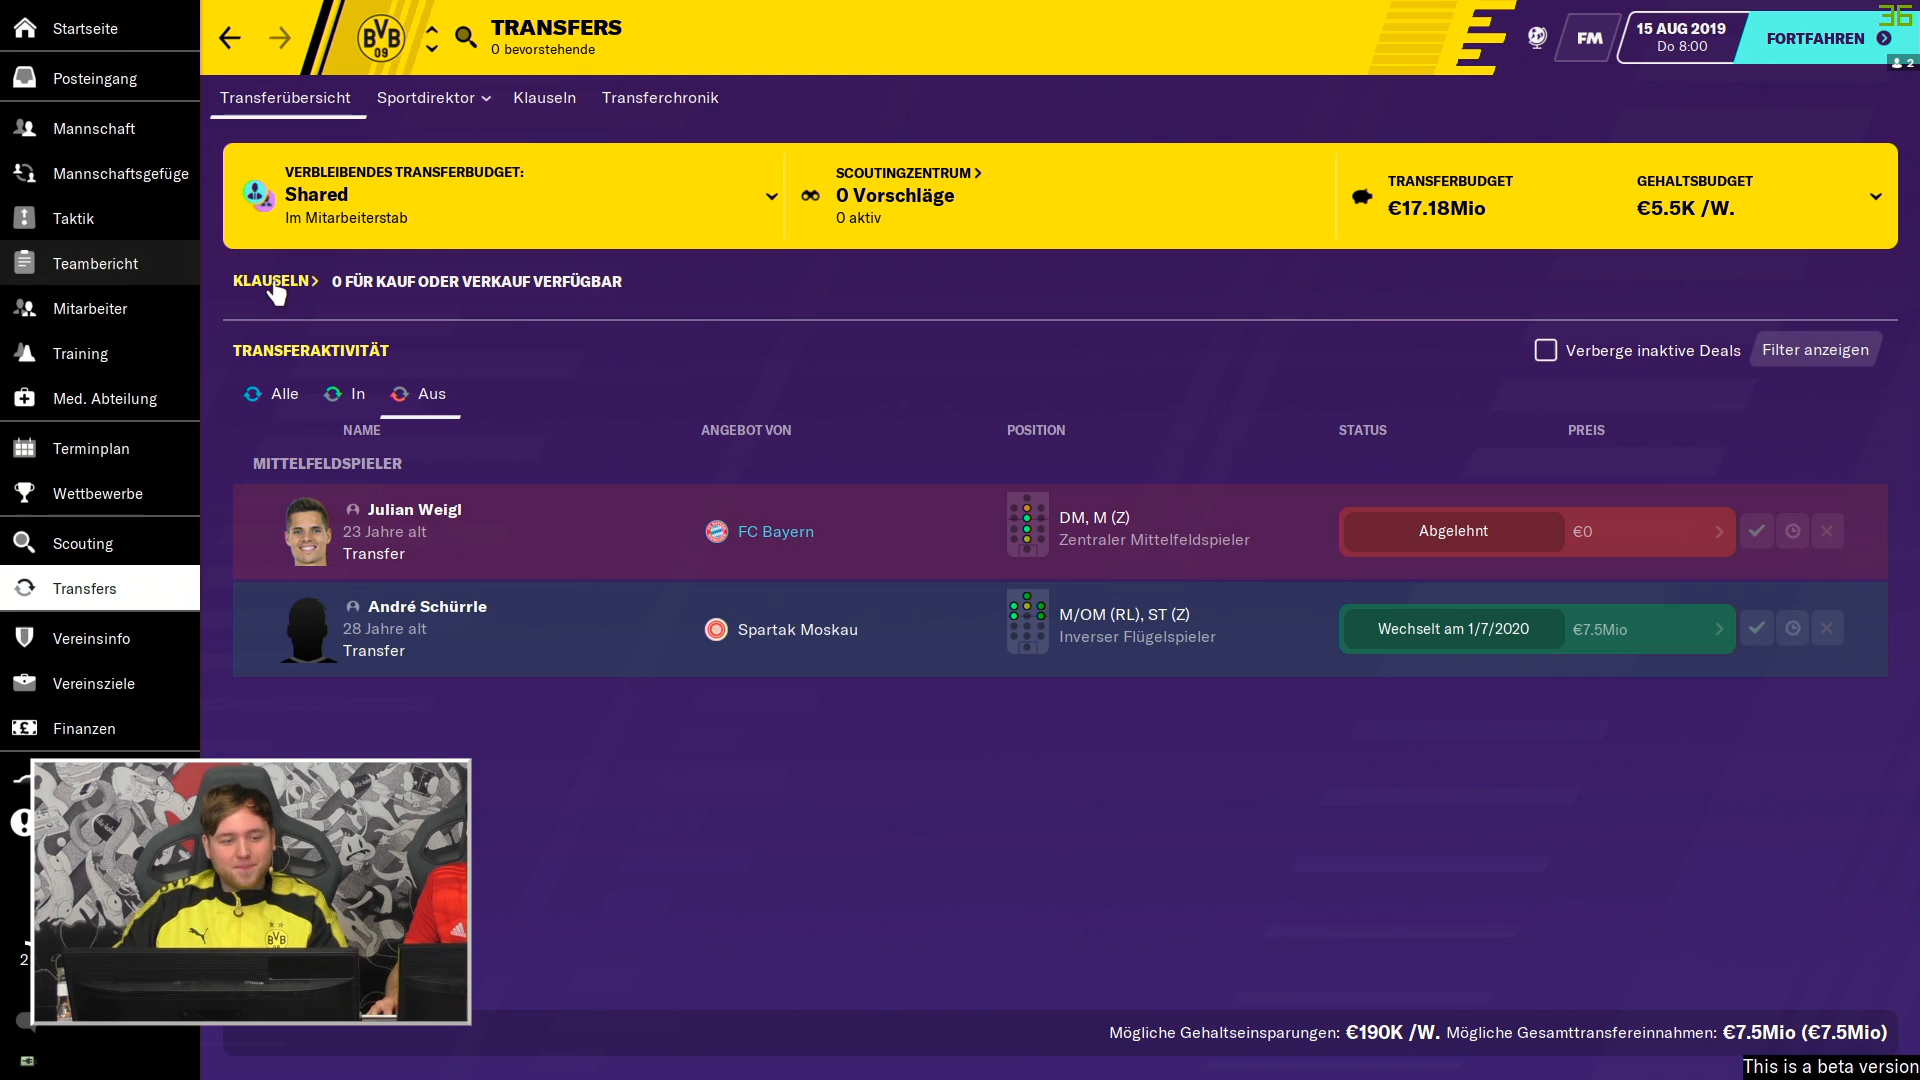 Startseite
Posteingang
Mannschaft
Mannschaftsgefüge
Taktik
Teambericht
Mitarbeiter
Training
Med. Abteilung
Terminplan
Wettbewerbe
Scouting
Transfers
Vereinsinfo
Vereinsziele
Finanzen
2
BVB
09
TRANSFERS
0 bevorstehende
FM
15 AUG 2019
Do 8:00
FORTFAHREN
36
2
Transferübersicht
Sportdirektor
Klauseln
Transferchronik
VERBLEIBENDES TRANSFERBUDGET:
Shared
Im Mitarbeiterstab
SCOUTINGZENTRUM >
0 Vorschläge
0 aktiv
TRANSFERBUDGET
€17.18Mio
GEHALTSBUDGET
€5.5K /W.
KLAUSELN > 0 FÜR KAUF ODER VERKAUF VERFÜGBAR
TRANSFERAKTIVITÄT
Verberge inaktive Deals
Filter anzeigen
Alle
In
Aus
NAME
ANGEBOT VON
POSITION
STATUS
PREIS
MITTELFELDSPIELER
Julian Weigl
23 Jahre alt
Transfer
FC Bayern
DM, M (Z)
Zentraler Mittelfeldspieler
Abgelehnt
€0
André Schürrle
28 Jahre alt
Transfer
Spartak Moskau
M/OM (RL), ST (Z)
Inverser Flügelspieler
Wechselt am 1/7/2020
€7.5Mio
BVB
Mögliche Gehaltseinsparungen: €190K /W. Mögliche Gesamttransfereinnahmen: €7.5Mio (€7.5Mio)
This is a beta version